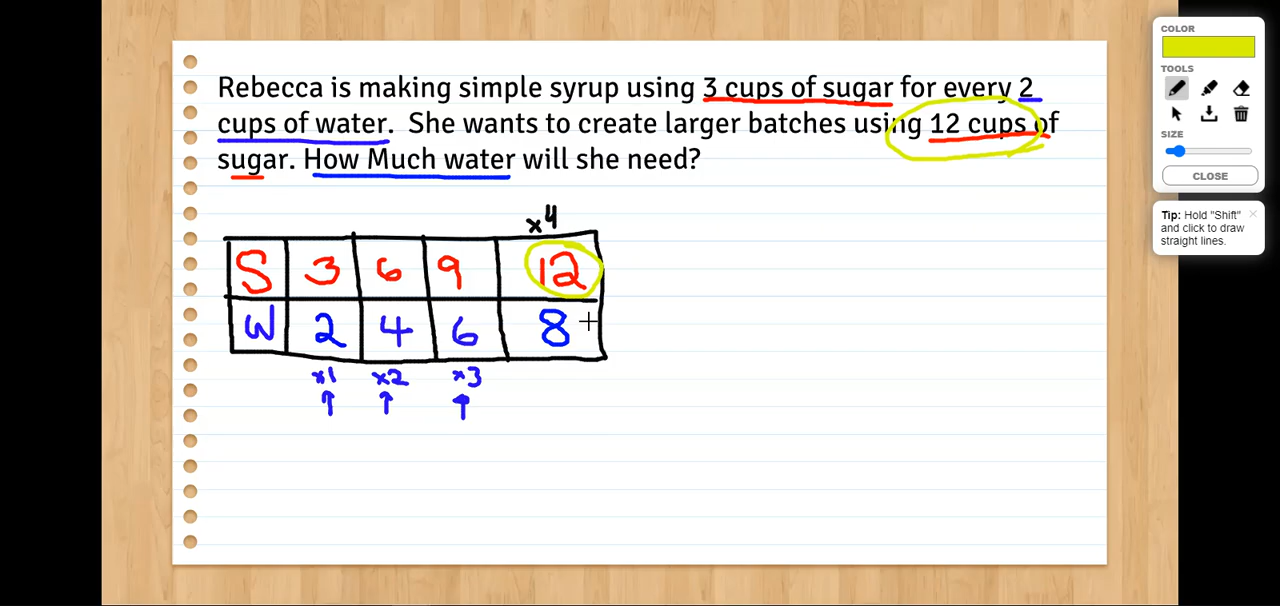 Rebecca is making simple syrup using 3 cups of sugar for every 2
cups of water. She wants to create larger batches using 12 cups of
sugar. How Much water will she need?
x4
S 3 6 9 12
W 2 4 6 8
x1 x2 x3
COLOR
TOOLS
SIZE
CLOSE
Tip: Hold "Shift"
and click to draw
straight lines.